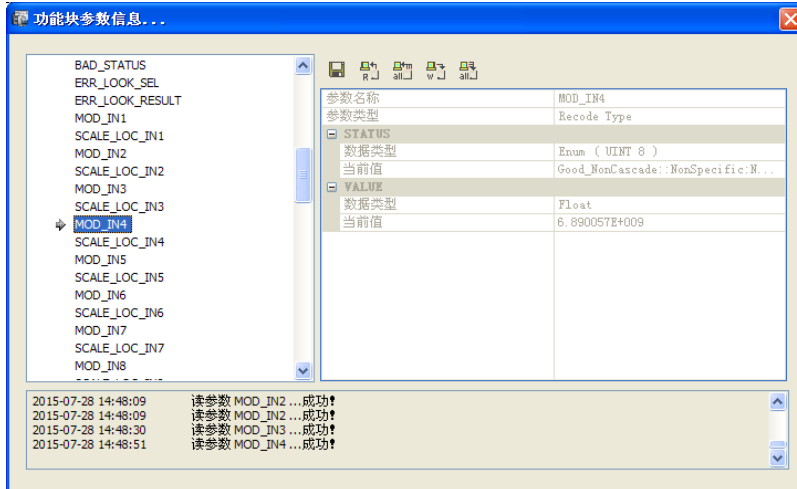 功能块参数信息...
BAD_STATUS
ERR_LOOK_SEL
ERR_LOOK_RESULT
MOD_IN1
SCALE_LOC_IN1
MOD_IN2
SCALE_LOC_IN2
MOD_IN3
SCALE_LOC_IN3
MOD_IN4
SCALE_LOC_IN4
MOD_IN5
SCALE_LOC_IN5
MOD_IN6
SCALE_LOC_IN6
MOD_IN7
SCALE_LOC_IN7
MOD_IN8
R all w all
参数名称 MOD_IN4
参数类型 Recode Type
STATUS
数据类型 Enum ( UINT 8 )
当前值 Good_NonCascade::NonSpecific:N...
VALUE
数据类型 Float
当前值 6.890057E+009
2015-07-28 14:48:09 读参数 MOD_IN2 ...成功!
2015-07-28 14:48:09 读参数 MOD_IN2 ...成功!
2015-07-28 14:48:30 读参数 MOD_IN3 ...成功!
2015-07-28 14:48:51 读参数 MOD_IN4 ...成功!